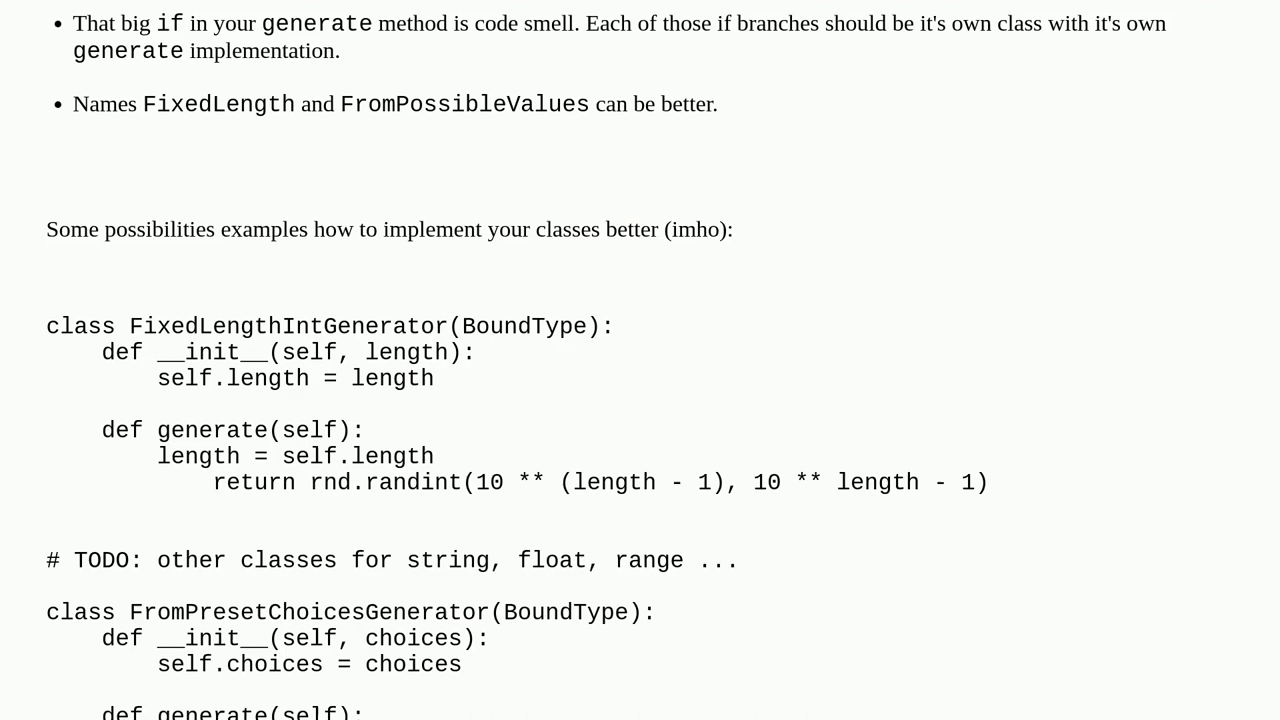 • That big if in your generate method is code smell. Each of those if branches should be it's own class with it's own
generate implementation.
• Names FixedLength and FromPossibleValues can be better.
Some possibilities examples how to implement your classes better (imho):
class FixedLengthIntGenerator(BoundType):
    def __init__(self, length):
        self.length = length
    def generate(self):
        length = self.length
            return rnd.randint(10 ** (length - 1), 10 ** length - 1)
# TODO: other classes for string, float, range ...
class FromPresetChoicesGenerator(BoundType):
    def __init__(self, choices):
        self.choices = choices
    def generate(self):